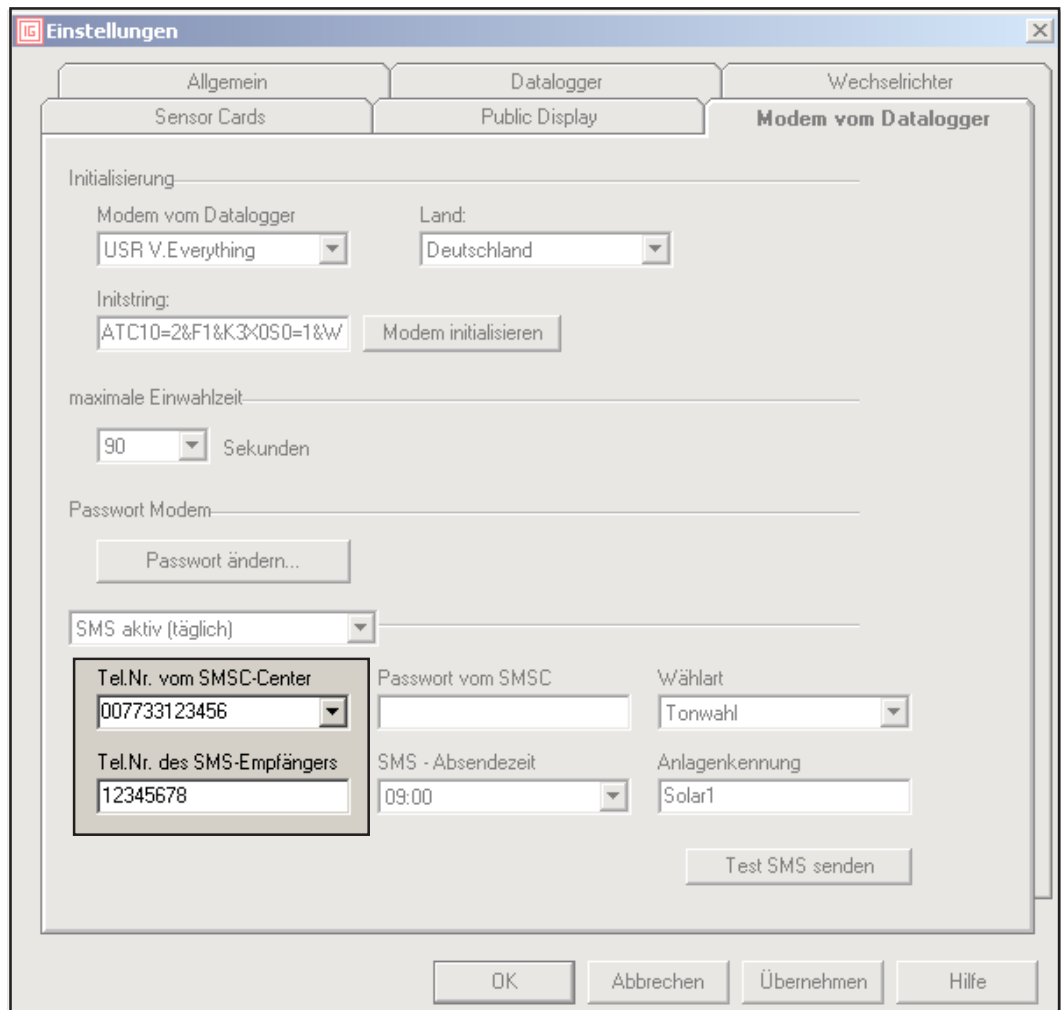 IG Einstellungen
Allgemein Datalogger Wechselrichter
Sensor Cards Public Display Modem vom Datalogger
Initialisierung
Modem vom Datalogger Land:
USR V.Everything Deutschland
Initstring:
ATC10=2&F1&K3X0S0=1&W Modem initialisieren
maximale Einwahlzeit
90 Sekunden
Passwort Modem
Passwort ändern...
SMS aktiv (täglich)
Tel.Nr. vom SMSC-Center Passwort vom SMSC Wählart
007733123456 Tonwahl
Tel.Nr. des SMS-Empfängers SMS - Absendezeit Anlagenkennung
12345678 09:00 Solar1
Test SMS senden
OK Abbrechen Übernehmen Hilfe